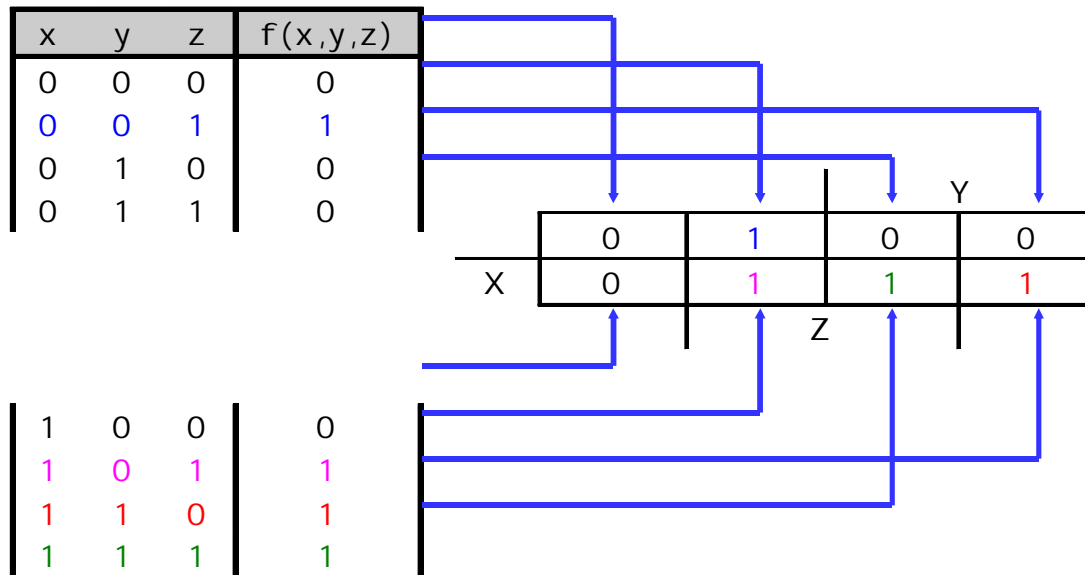 x y z f(x,y,z)
0 0 0 0
0 0 1 1
0 1 0 0
0 1 1 0
Y
0 1 0 0
X 0 1 1 1
Z
1 0 0 0
1 0 1 1
1 1 0 1
1 1 1 1